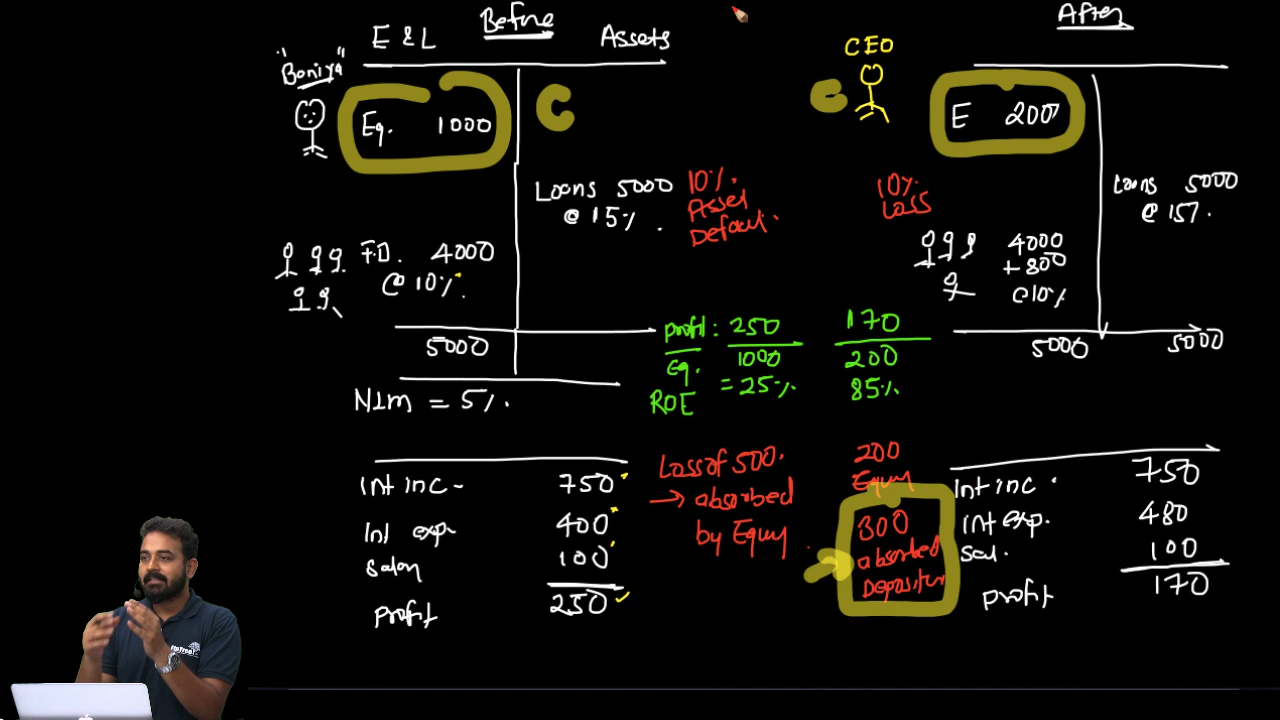 Before
After
E & L
Assets
"Baniya"
CEO
Eq. 1000
E 200
Loans 5000
@ 15%.
10%.
Asset
Default.
10%
Loss
Loans 5000
@ 15%.
F.D. 4000
@ 10%.
4000
+ 800
@10%
5000
5000
5000
profit : 250
Eq. 1000
ROE = 25%
170
200
85%
NIM = 5%.
Int inc - 750
Int exp. 400
Salary 100
profit 250
Loss of 500.
→ absorbed
by Equity.
200
Equity
300
absorbed
Depositor
Int inc. 750
int exp. 480
Sal. 100
profit 170